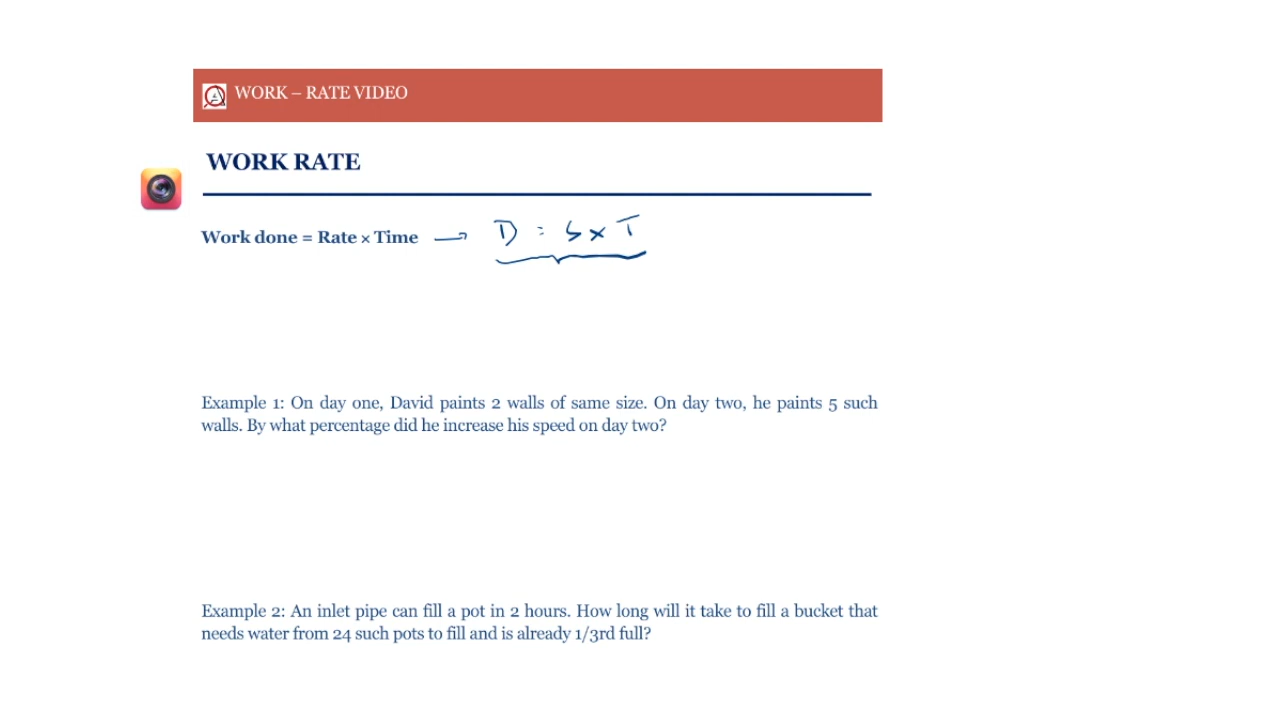 WORK – RATE VIDEO
WORK RATE
Work done = Rate × Time → D = S × T
Example 1: On day one, David paints 2 walls of same size. On day two, he paints 5 such
walls. By what percentage did he increase his speed on day two?
Example 2: An inlet pipe can fill a pot in 2 hours. How long will it take to fill a bucket that
needs water from 24 such pots to fill and is already 1/3rd full?